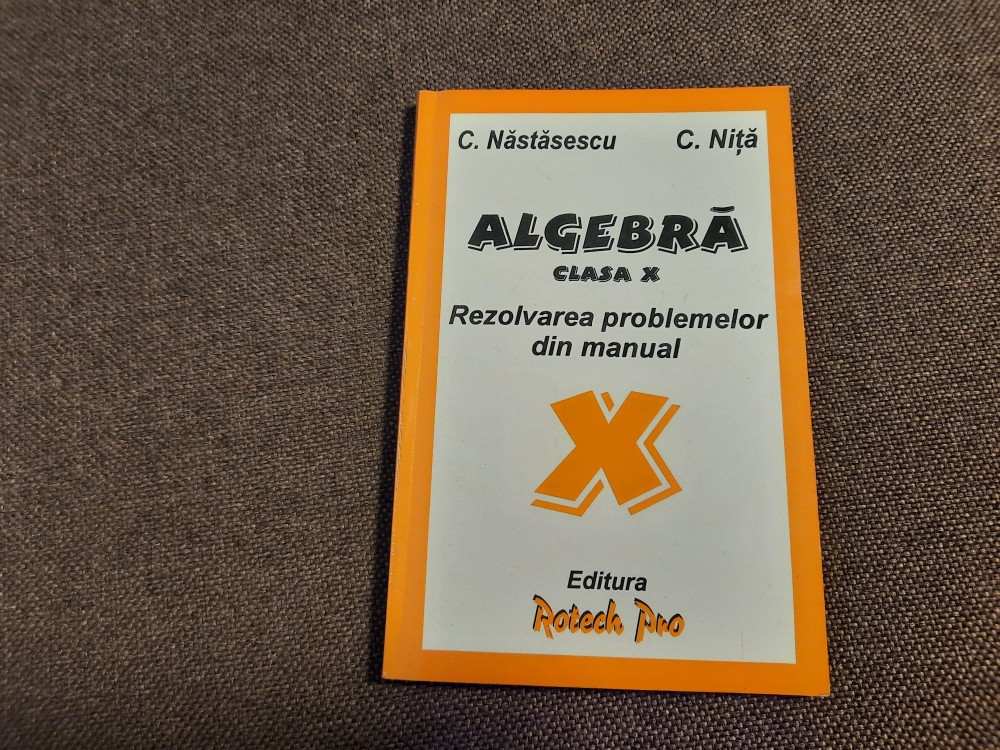 C. Năstăsescu C. Niță
ALGEBRĂ
CLASA X
Rezolvarea problemelor
din manual
X
Editura
Rotech Pro